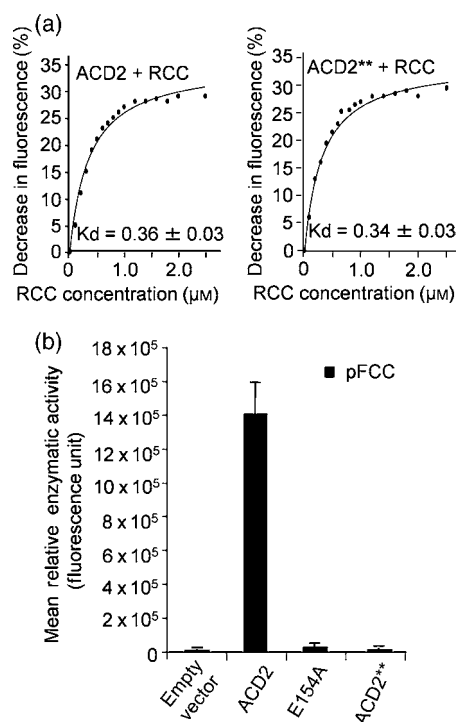 (a)
ACD2 + RCC
Decrease in fluorescence (%)
35
30
25
20
15
10
5
0
Kd = 0.36 ± 0.03
0 1.0 2.0
RCC concentration (µM)
ACD2** + RCC
Decrease in fluorescence (%)
35
30
25
20
15
10
5
0
Kd = 0.34 ± 0.03
0 1.0 2.0
RCC concentration (µM)
(b)
Mean relative enzymatic activity
(fluorescence unit)
18 x 10⁵
16 x 10⁵
14 x 10⁵
12 x 10⁵
10 x 10⁵
8 x 10⁵
6 x 10⁵
4 x 10⁵
2 x 10⁵
0
pFCC
Empty
vector
ACD2
E154A
ACD2**